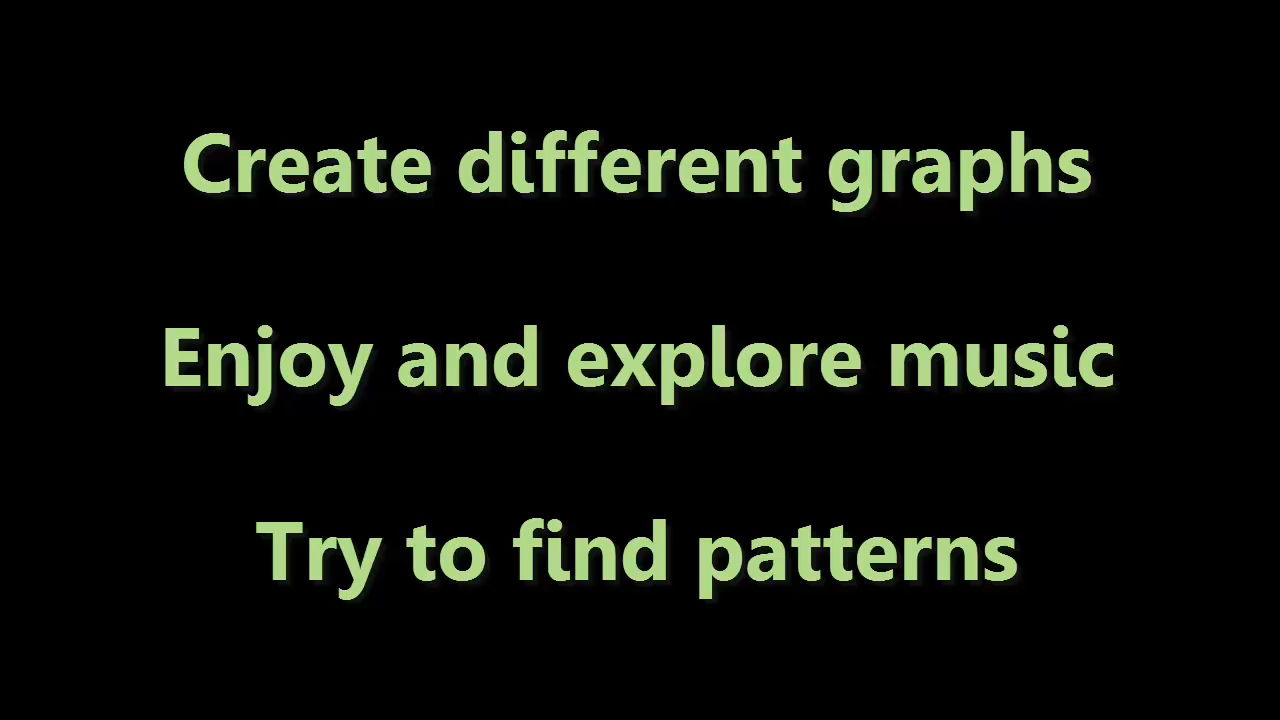 Create different graphs
Enjoy and explore music
Try to find patterns